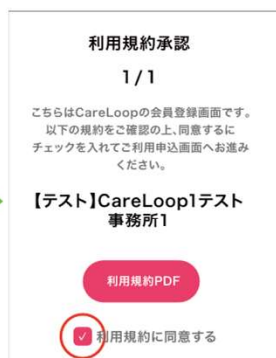 利用規約承認
1/1
こちらはCareLoopの会員登録画面です。
以下の規約をご確認の上、同意するに
チェックを入れてご利用申込画面へお進み
ください。
【テスト】CareLoop1テスト
事務所1
利用規約PDF
利用規約に同意する